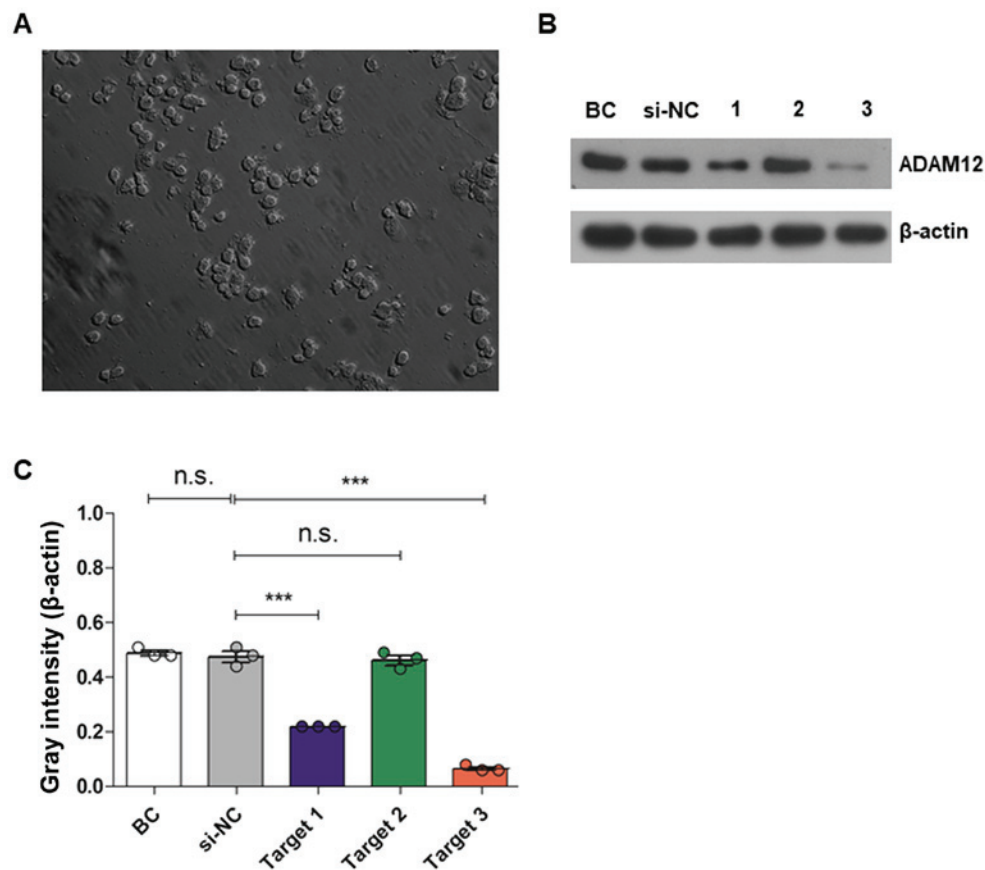 A
B
BC si-NC 1 2 3
ADAM12
β-actin
C
n.s.
***
n.s.
***
Gray intensity (β-actin)
1.0
0.8
0.6
0.4
0.2
0.0
BC
si-NC
Target 1
Target 2
Target 3